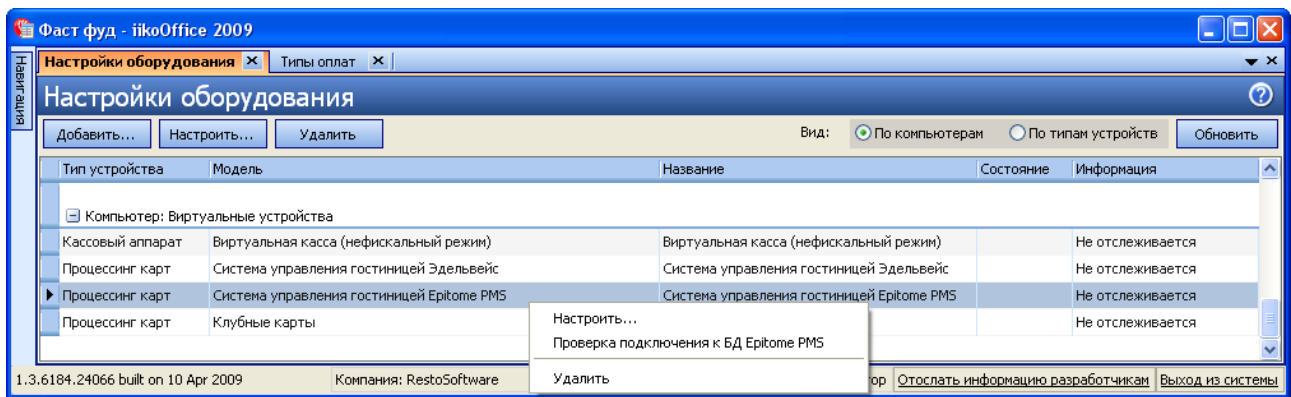 Фаст фуд - iikoOffice 2009
Навигация
Настройки оборудования Типы оплат
Настройки оборудования
Добавить... Настроить... Удалить Вид: По компьютерам По типам устройств Обновить
Тип устройства Модель Название Состояние Информация
Компьютер: Виртуальные устройства
Кассовый аппарат Виртуальная касса (нефискальный режим) Виртуальная касса (нефискальный режим) Не отслеживается
Процессинг карт Система управления гостиницей Эдельвейс Система управления гостиницей Эдельвейс Не отслеживается
Процессинг карт Система управления гостиницей Epitome PMS Система управления гостиницей Epitome PMS Не отслеживается
Процессинг карт Клубные карты Не отслеживается
Настроить...
Проверка подключения к БД Epitome PMS
Удалить
1.3.6184.24066 built on 10 Apr 2009 Компания: RestoSoftware ор Отослать информацию разработчикам Выход из системы